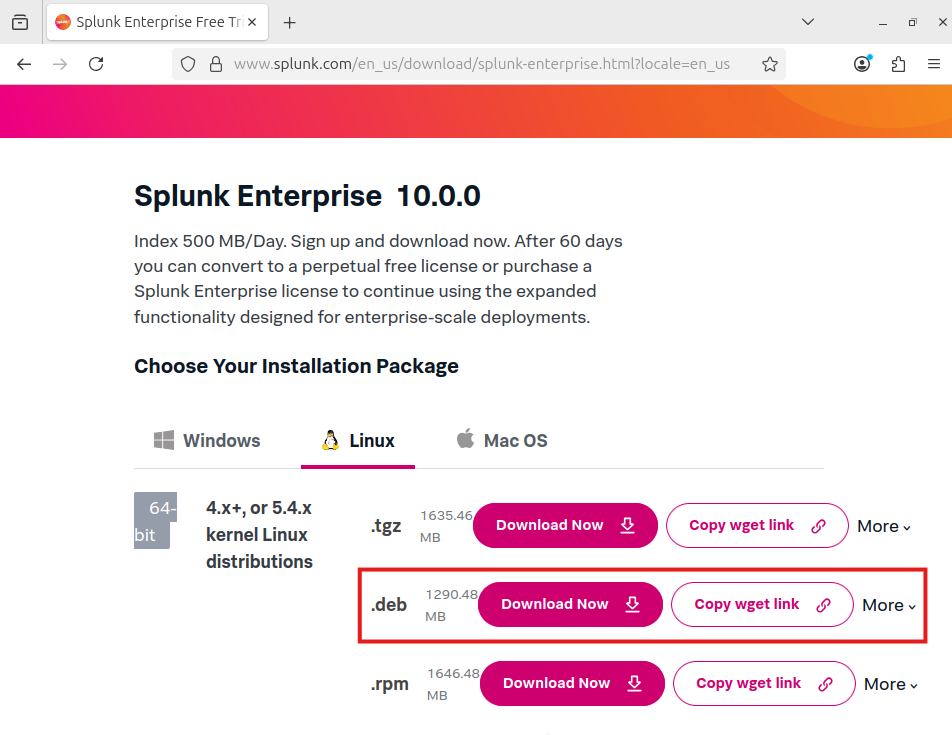 Splunk Enterprise Free Tri
www.splunk.com/en_us/download/splunk-enterprise.html?locale=en_us
Splunk Enterprise 10.0.0
Index 500 MB/Day. Sign up and download now. After 60 days
you can convert to a perpetual free license or purchase a
Splunk Enterprise license to continue using the expanded
functionality designed for enterprise-scale deployments.
Choose Your Installation Package
Windows
Linux
Mac OS
64-
bit
4.x+, or 5.4.x
kernel Linux
distributions
.tgz
1635.46
MB
Download Now
Copy wget link
More
.deb
1290.48
MB
Download Now
Copy wget link
More
.rpm
1646.48
MB
Download Now
Copy wget link
More